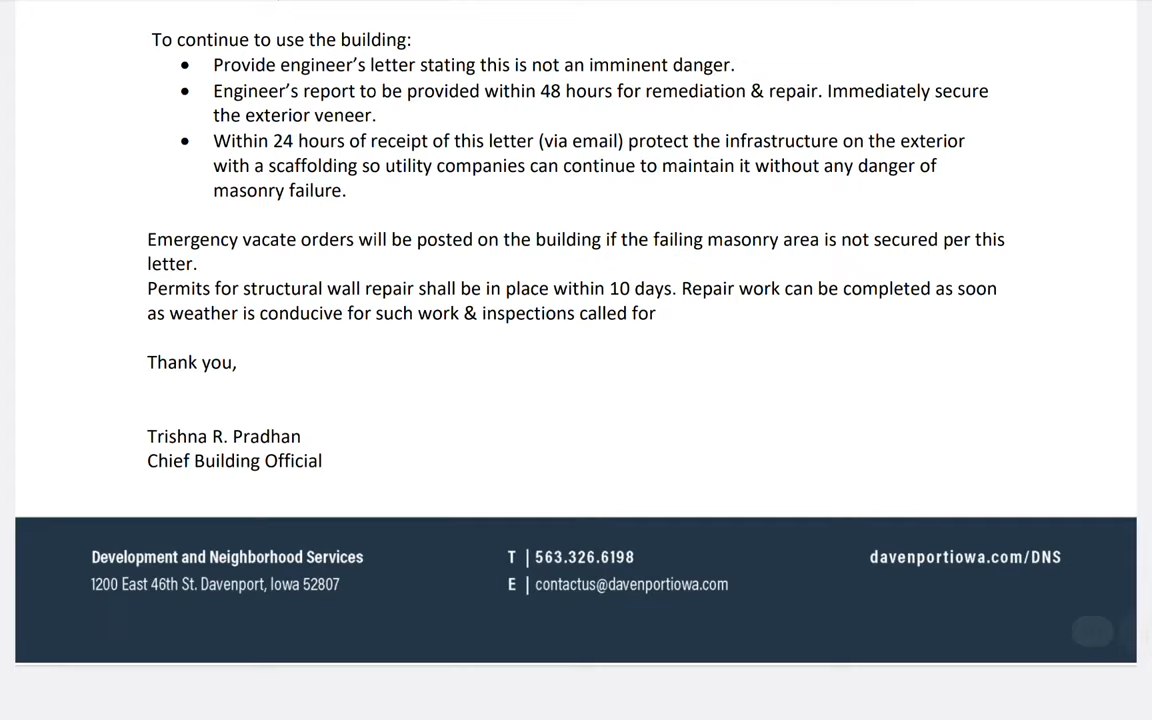 To continue to use the building:
• Provide engineer's letter stating this is not an imminent danger.
• Engineer's report to be provided within 48 hours for remediation & repair. Immediately secure
the exterior veneer.
• Within 24 hours of receipt of this letter (via email) protect the infrastructure on the exterior
with a scaffolding so utility companies can continue to maintain it without any danger of
masonry failure.
Emergency vacate orders will be posted on the building if the failing masonry area is not secured per this
letter.
Permits for structural wall repair shall be in place within 10 days. Repair work can be completed as soon
as weather is conducive for such work & inspections called for
Thank you,
Trishna R. Pradhan
Chief Building Official
Development and Neighborhood Services
1200 East 46th St. Davenport, Iowa 52807
T | 563.326.6198
E | contactus@davenportiowa.com
davenportiowa.com/DNS